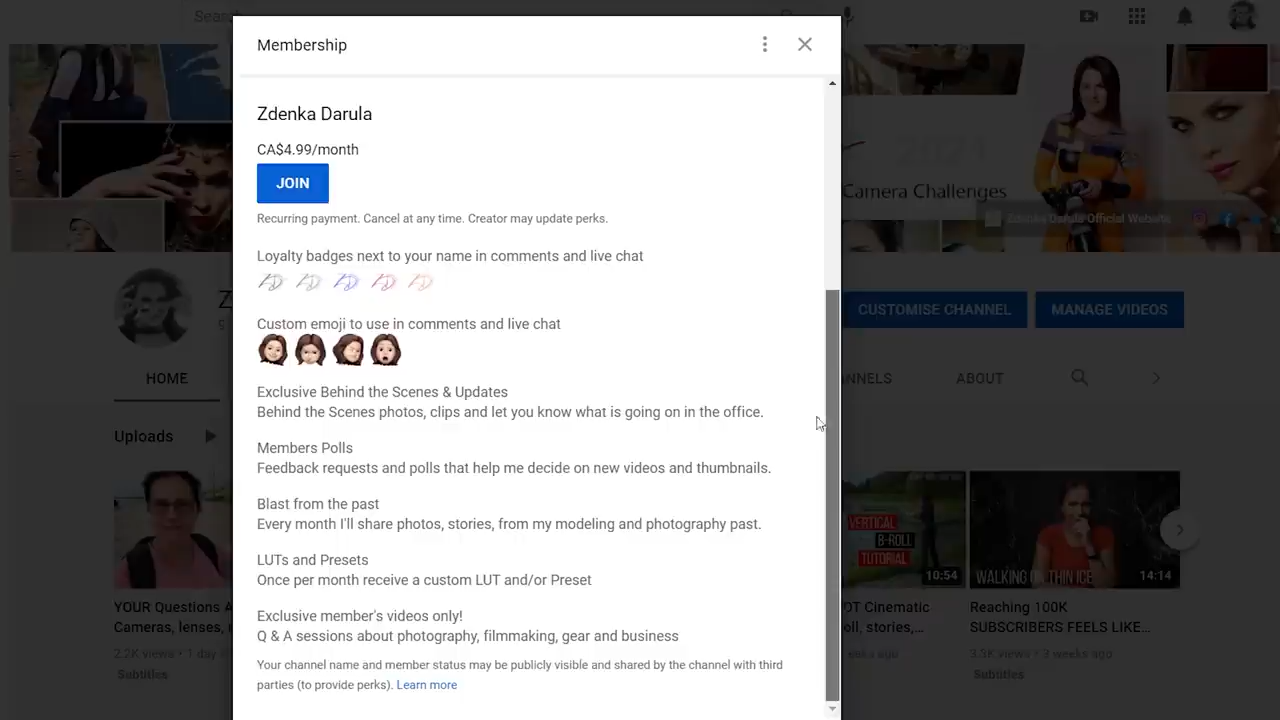 Search
Membership
Zdenka Darula
CA$4.99/month
JOIN
Recurring payment. Cancel at any time. Creator may update perks.
Loyalty badges next to your name in comments and live chat
Custom emoji to use in comments and live chat
Exclusive Behind the Scenes & Updates
Behind the Scenes photos, clips and let you know what is going on in the office.
Members Polls
Feedback requests and polls that help me decide on new videos and thumbnails.
Blast from the past
Every month I'll share photos, stories, from my modeling and photography past.
LUTs and Presets
Once per month receive a custom LUT and/or Preset
Exclusive member's videos only!
Q & A sessions about photography, filmmaking, gear and business
Your channel name and member status may be publicly visible and shared by the channel with third
parties (to provide perks). Learn more
2021
Camera Challenges
Zdenka Darula Official Website
CUSTOMISE CHANNEL
MANAGE VIDEOS
HOME
ABOUT
Uploads
VERTICAL
B-ROLL
TUTORIAL
10:54
WALKING ON THIN ICE
14:14
YOUR Questions
Cameras, lenses,
2.2K views • 1 day
Subtitles
Cinematic
stories,…
Reaching 100K
SUBSCRIBERS FEELS LIKE…
3.3K views • 3 weeks ago
Subtitles